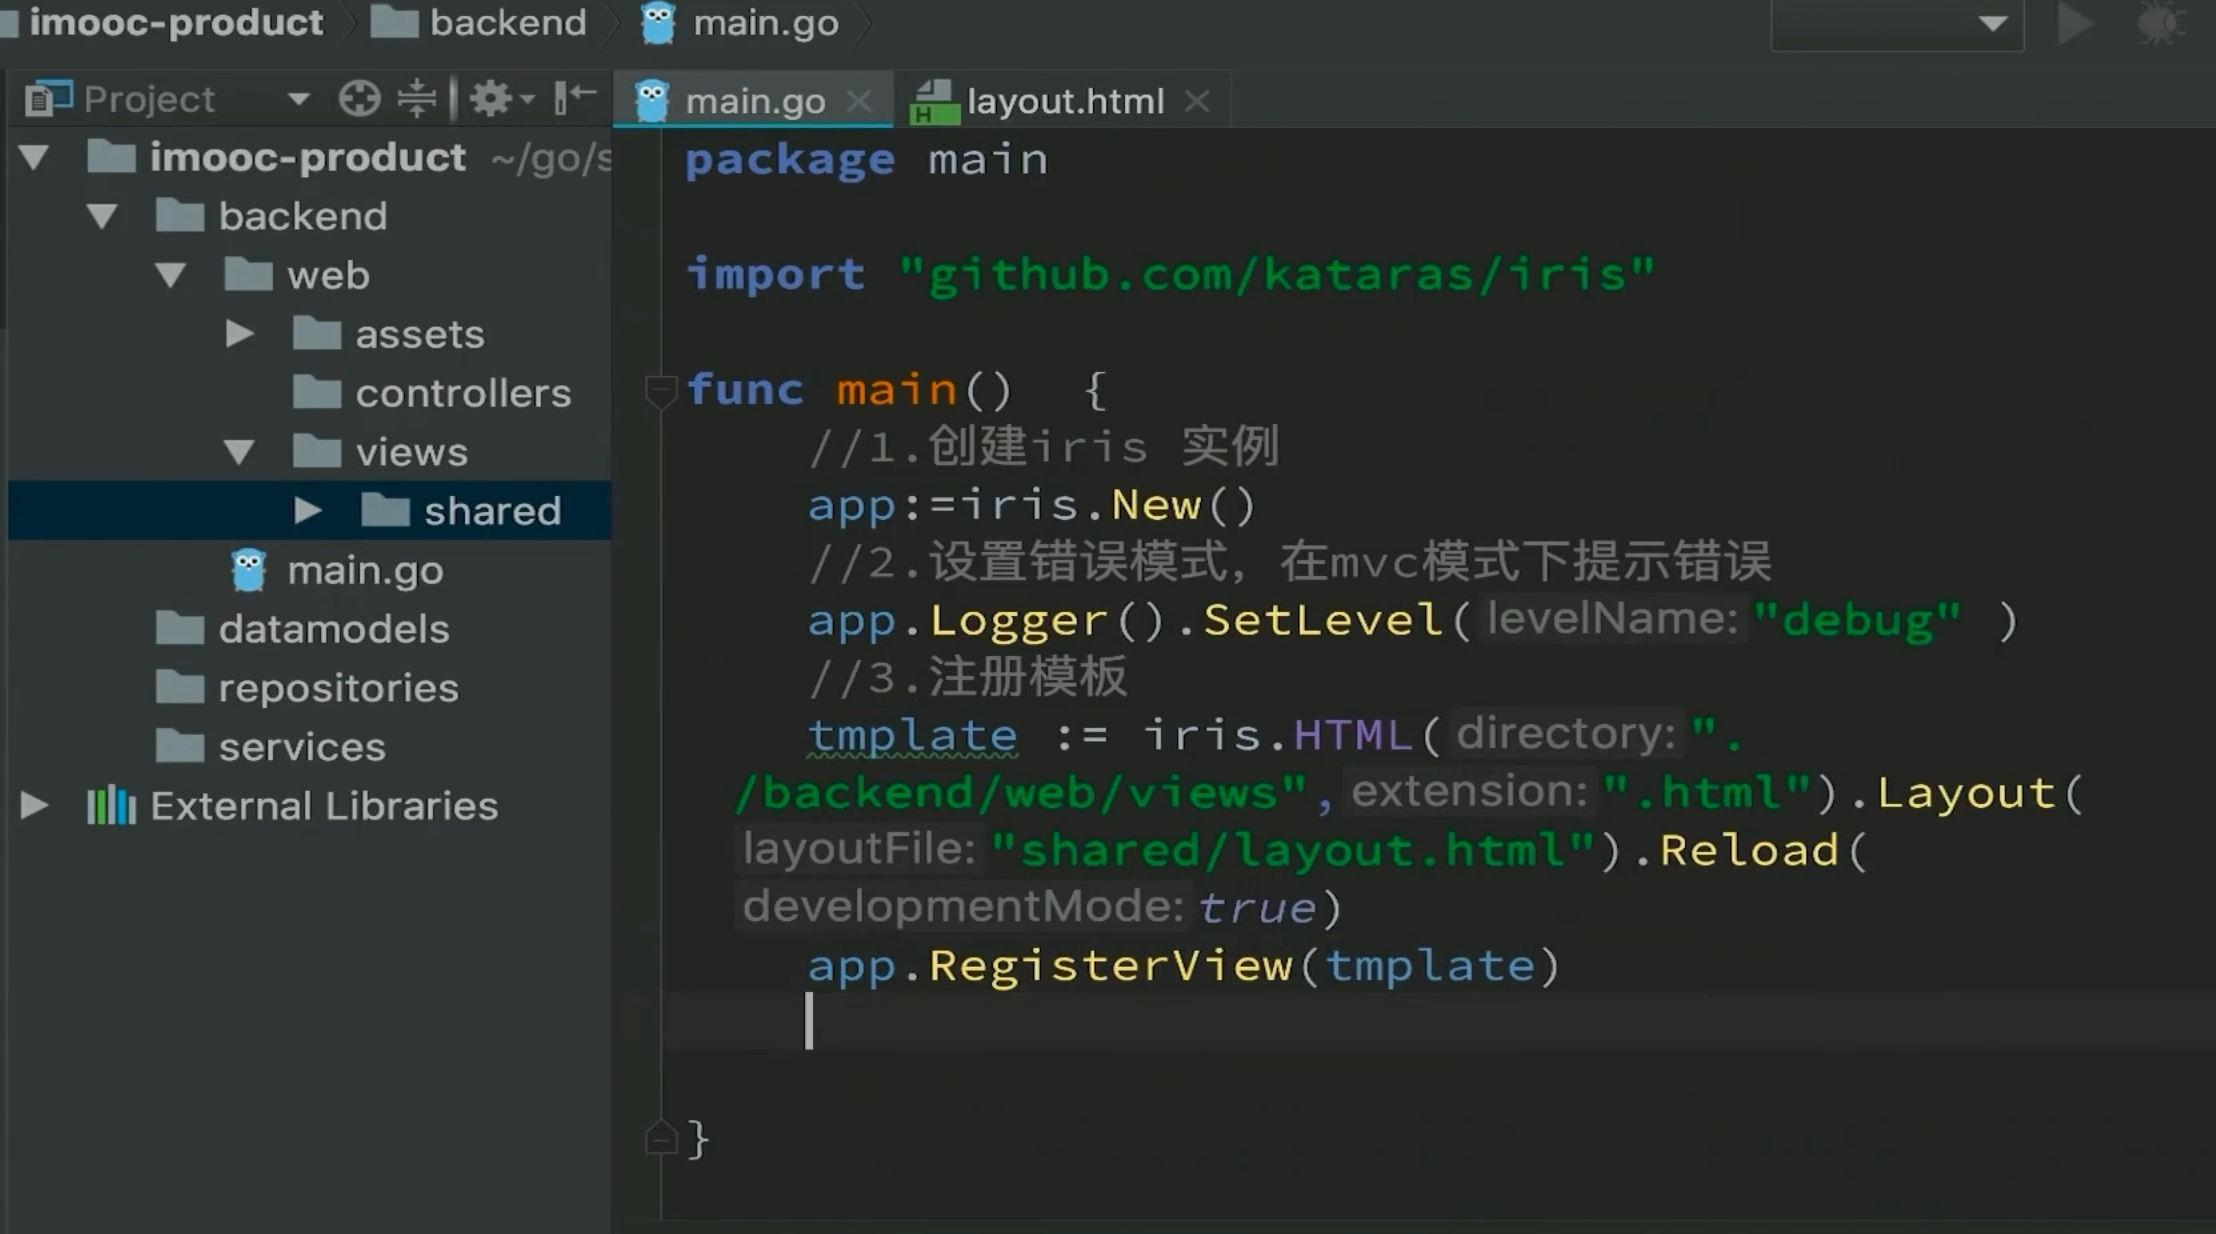 imooc-product backend main.go
Project
main.go layout.html
imooc-product ~/go/s
backend
web
assets
controllers
views
shared
main.go
datamodels
repositories
services
External Libraries
package main
import "github.com/kataras/iris"
func main() {
//1.创建iris 实例
app:=iris.New()
//2.设置错误模式，在mvc模式下提示错误
app.Logger().SetLevel( levelName: "debug" )
//3.注册模板
tmplate := iris.HTML( directory: ".
/backend/web/views", extension: ".html").Layout(
layoutFile: "shared/layout.html").Reload(
developmentMode: true)
app.RegisterView(tmplate)
}